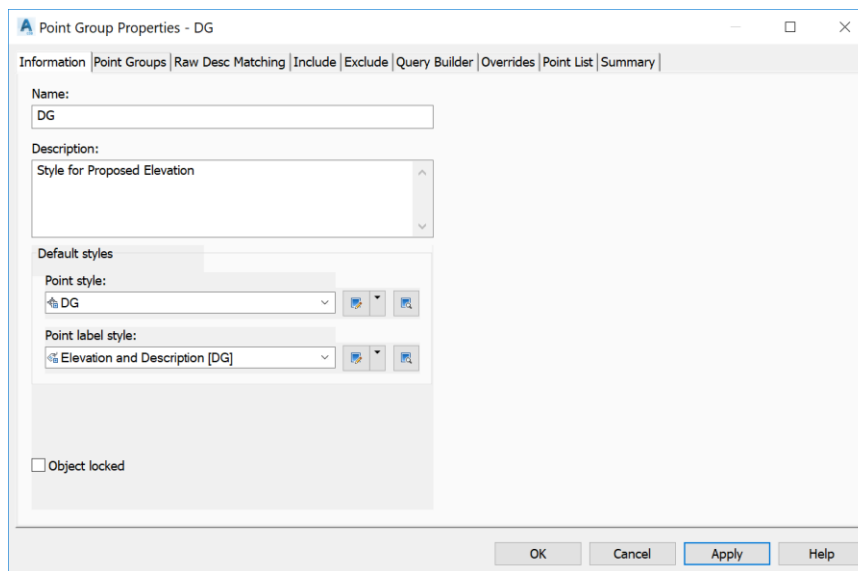 Point Group Properties - DG
Information Point Groups Raw Desc Matching Include Exclude Query Builder Overrides Point List Summary
Name:
DG
Description:
Style for Proposed Elevation
Default styles
Point style:
DG
Point label style:
Elevation and Description [DG]
Object locked
OK Cancel Apply Help